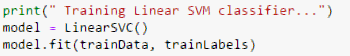 print(" Training Linear SVM classifier...")
model = LinearSVC()
model.fit(trainData, trainLabels)